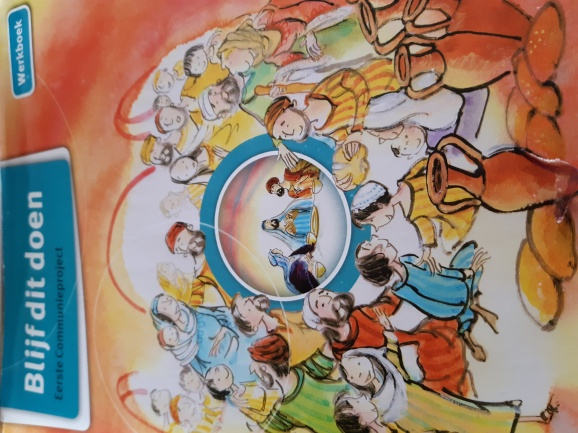 Werkboek
Blijf dit doen
Eerste Communieproject